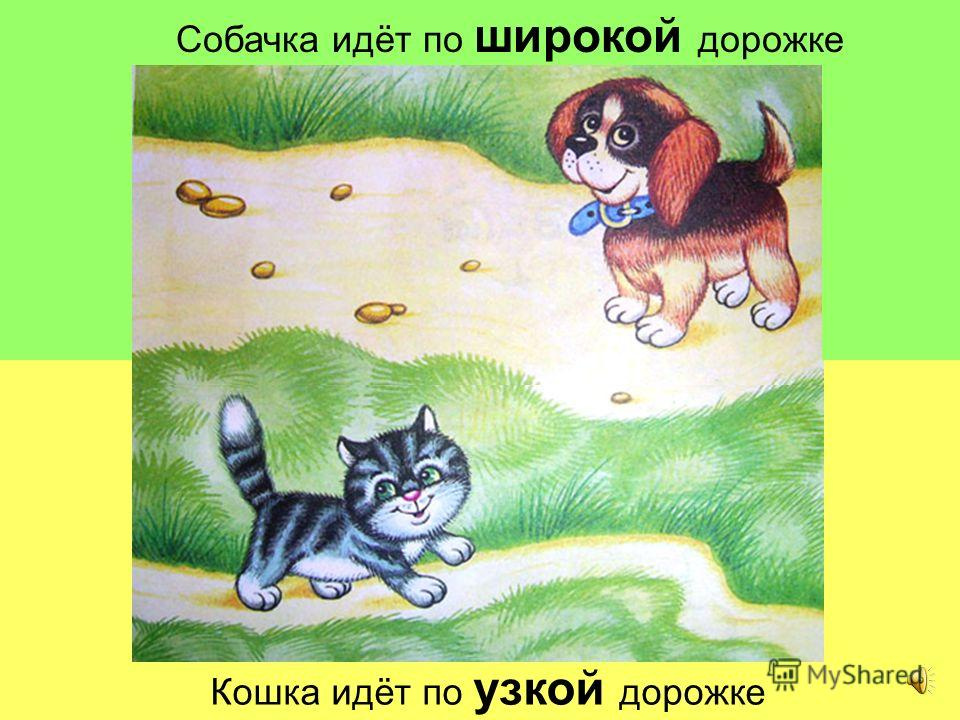 Собачка идёт по широкой дорожке
Кошка идёт по узкой дорожке
MyShared